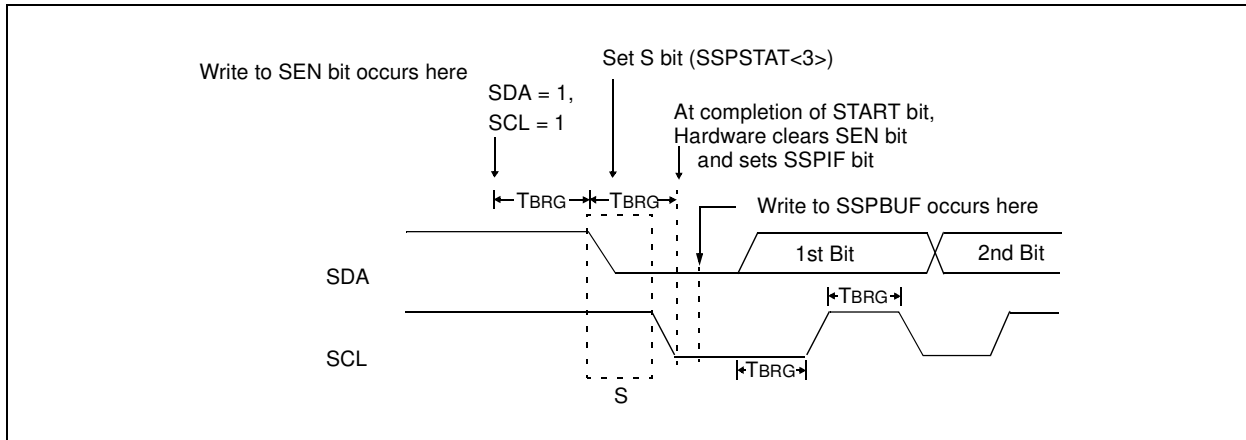 Set S bit (SSPSTAT<3>)
Write to SEN bit occurs here
SDA = 1,
SCL = 1
At completion of START bit,
Hardware clears SEN bit
and sets SSPIF bit
TBRG TBRG
Write to SSPBUF occurs here
1st Bit 2nd Bit
SDA
TBRG
SCL
TBRG
S